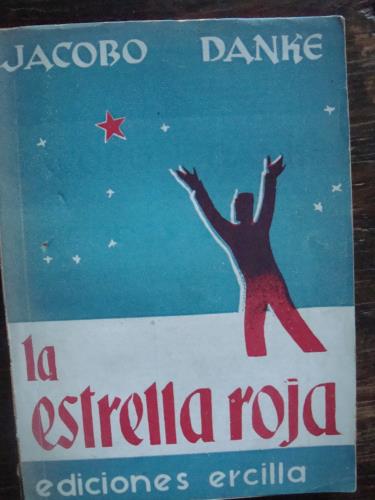 JACOBO DANKE
la
estrella roja
ediciones ercilla